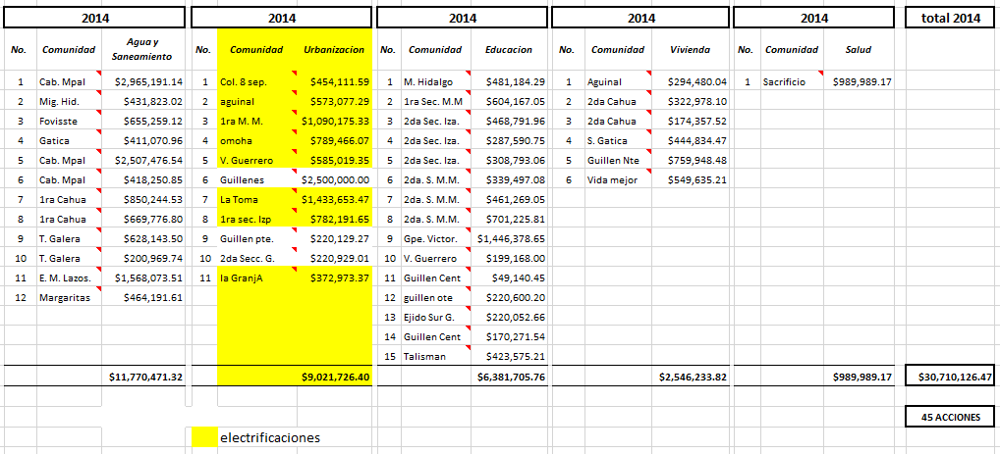 2014 2014 2014 2014 2014 total 2014
No. Comunidad Agua y Saneamiento No. Comunidad Urbanizacion No. Comunidad Educacion No. Comunidad Vivienda No. Comunidad Salud
1 Cab. Mpal $2,965,191.14 1 Col. 8 sep. $454,111.59 1 M. Hidalgo $481,184.29 1 Aguinal $294,480.04 1 Sacrificio $989,989.17
2 Mig. Hid. $431,823.02 2 aguinal $573,077.29 2 1ra Sec. M.M $604,167.05 2 2da Cahua $322,978.10
3 Fovisste $655,259.12 3 1ra M. M. $1,090,175.33 3 2da Sec. Iza. $468,791.96 3 2da Cahua $174,357.52
4 Gatica $411,070.96 4 omoha $789,466.07 4 2da Sec. Iza. $287,590.75 4 S. Gatica $444,834.47
5 Cab. Mpal $2,507,476.54 5 V. Guerrero $585,019.35 5 2da Sec. Iza. $308,793.06 5 Guillen Nte $759,948.48
6 Cab. Mpal $418,250.85 6 Guillenes $2,500,000.00 6 2da. S. M.M. $339,497.08 6 Vida mejor $549,635.21
7 1ra Cahua $850,244.53 7 La Toma $1,433,653.47 7 2da. S. M.M. $461,269.05
8 1ra Cahua $669,776.80 8 1ra sec. Izp $782,191.65 8 2da. S. M.M. $701,225.81
9 T. Galera $628,143.50 9 Guillen pte. $220,129.27 9 Gpe. Victor. $1,446,378.65
10 T. Galera $200,969.74 10 2da Secc. G. $220,929.01 10 V. Guerrero $199,168.00
11 E. M. Lazos. $1,568,073.51 11 la GranjA $372,973.37 11 Guillen Cent $49,140.45
12 Margaritas $464,191.61 12 guillen ote $220,600.20
13 Ejido Sur G. $220,052.66
14 Guillen Cent $170,271.54
15 Talisman $423,575.21
$11,770,471.32 $9,021,726.40 $6,381,705.76 $2,546,233.82 $989,989.17 $30,710,126.47
45 ACCIONES
electrificaciones